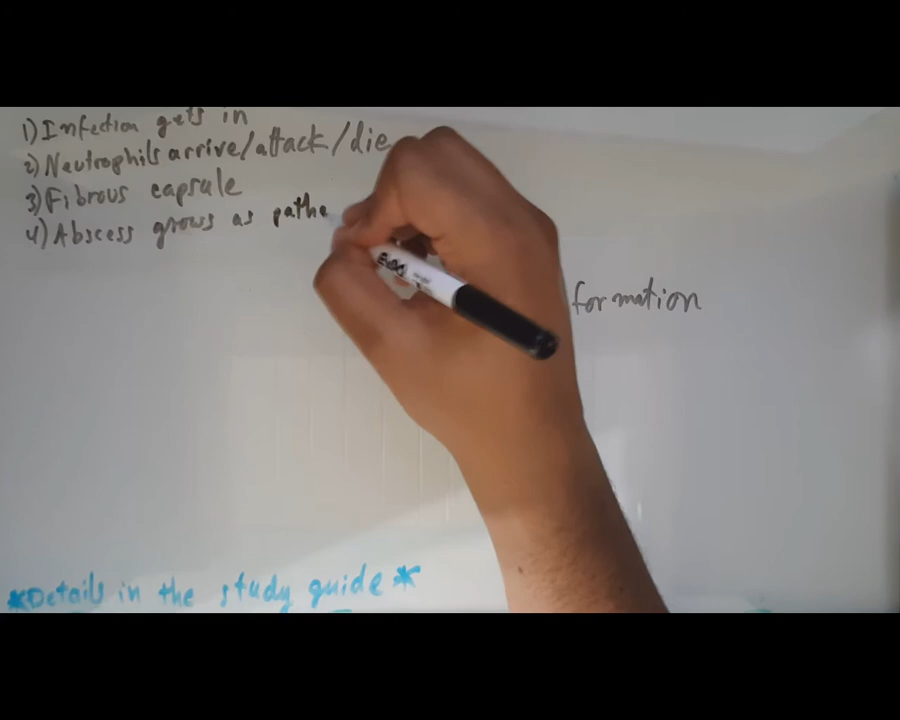 1) Infection gets in
2) Neutrophils arrive/attack/die
3) Fibrous capsule
4) Abscess grows as pathe
formation
*Details in the study guide*